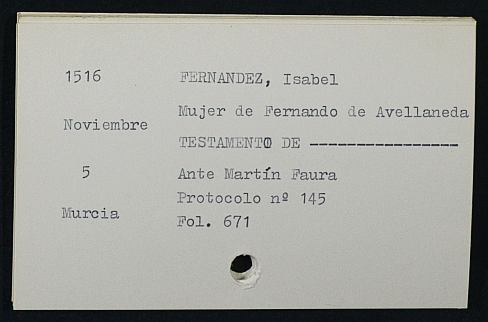 1516 FERNANDEZ, Isabel
Mujer de Fernando de Avellaneda
Noviembre
TESTAMENTO DE ----------------
5 Ante Martín Faura
Protocolo nº 145
Murcia
Fol. 671